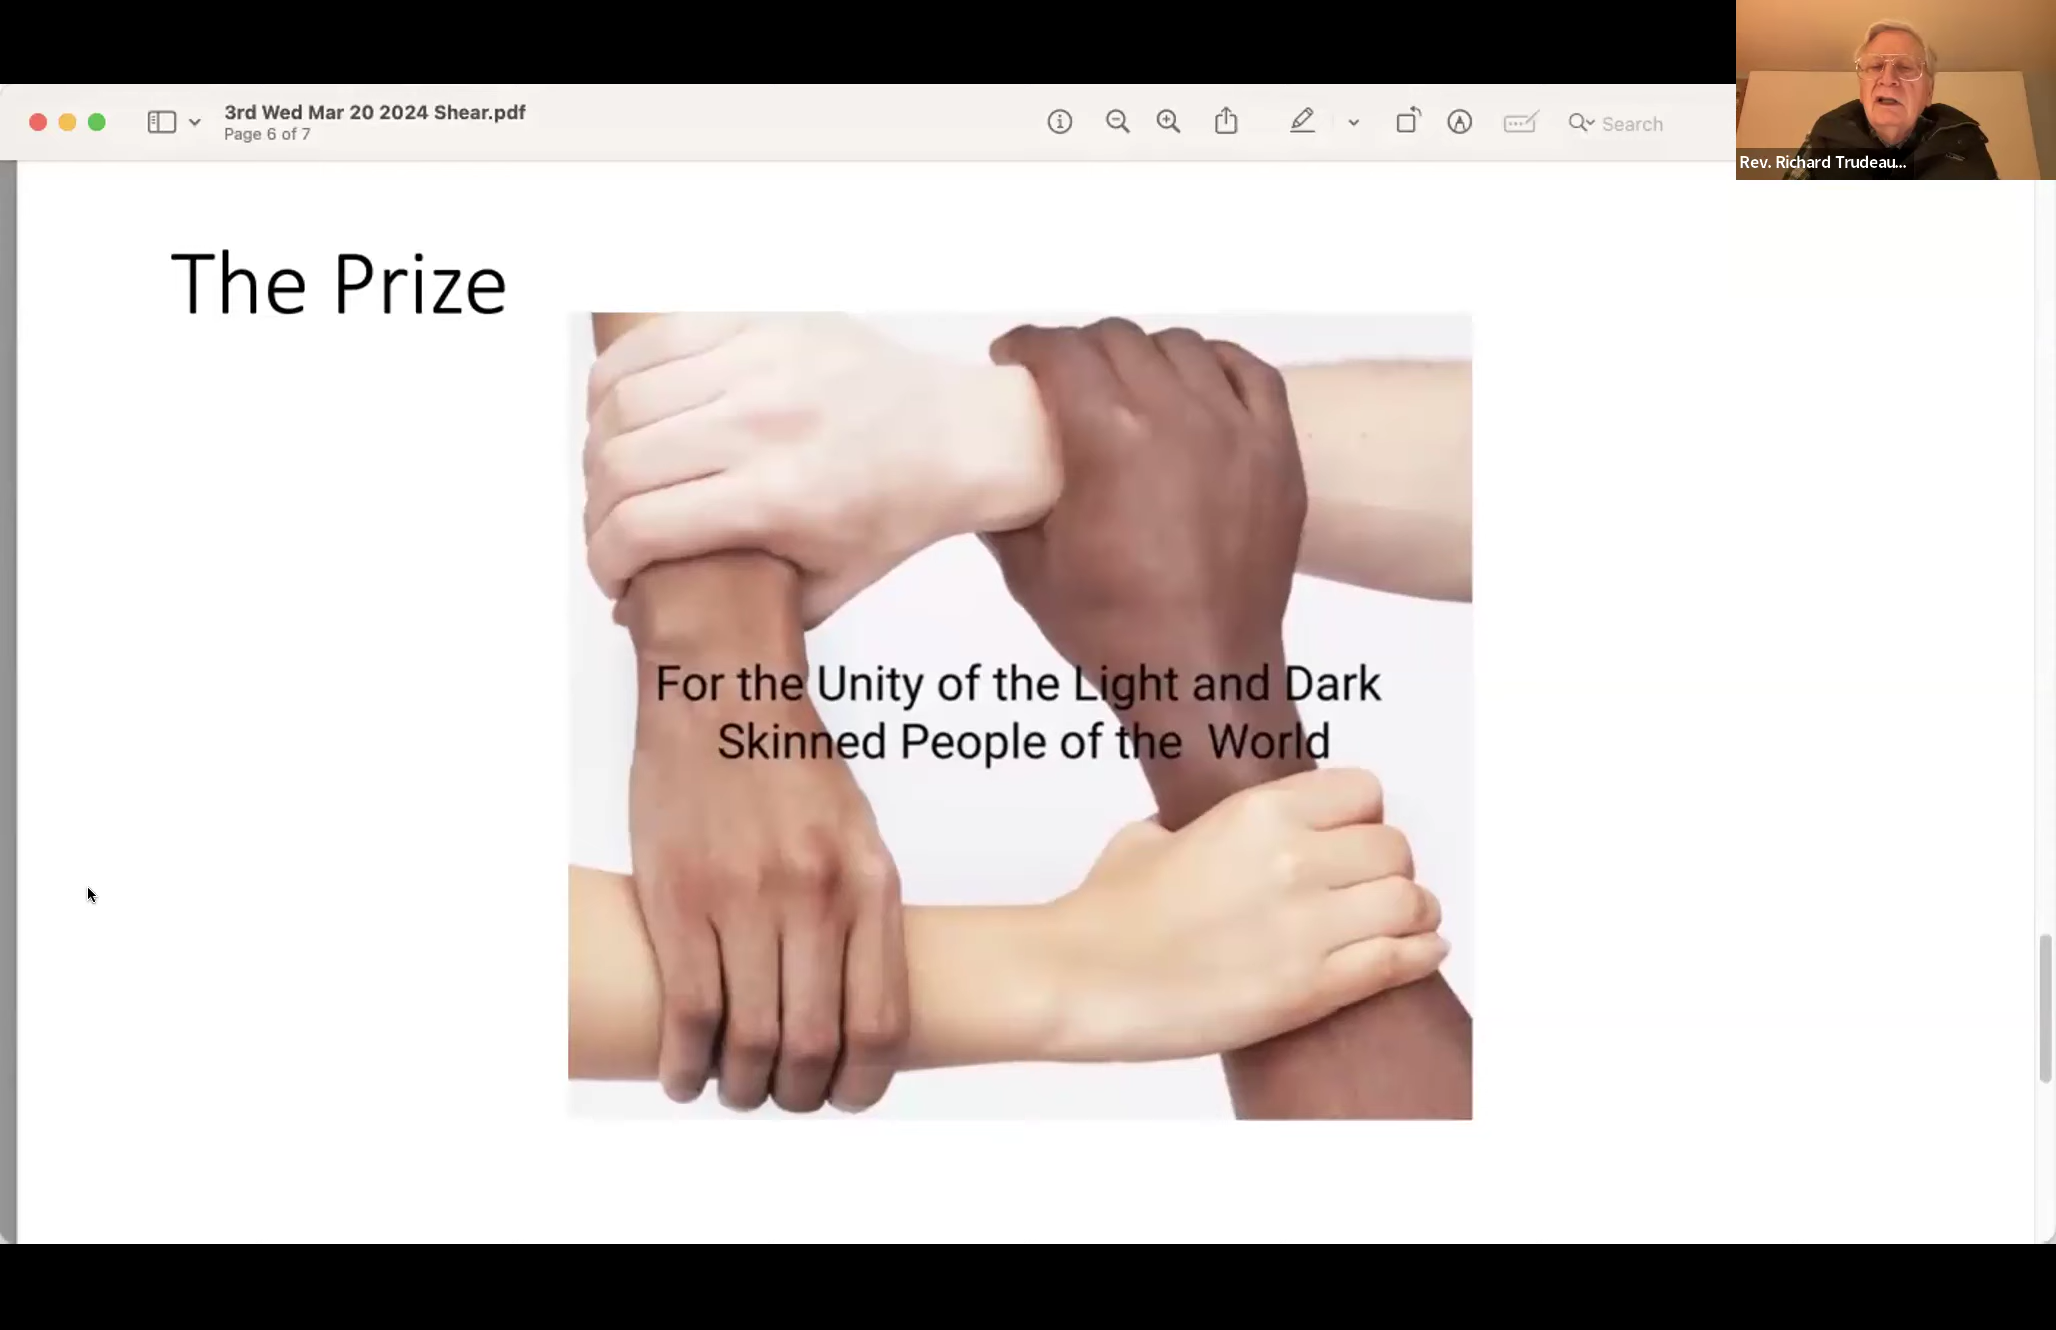 3rd Wed Mar 20 2024 Shear.pdf
Page 6 of 7
Search
Rev. Richard Trudeau...
The Prize
For the Unity of the Light and Dark
Skinned People of the World